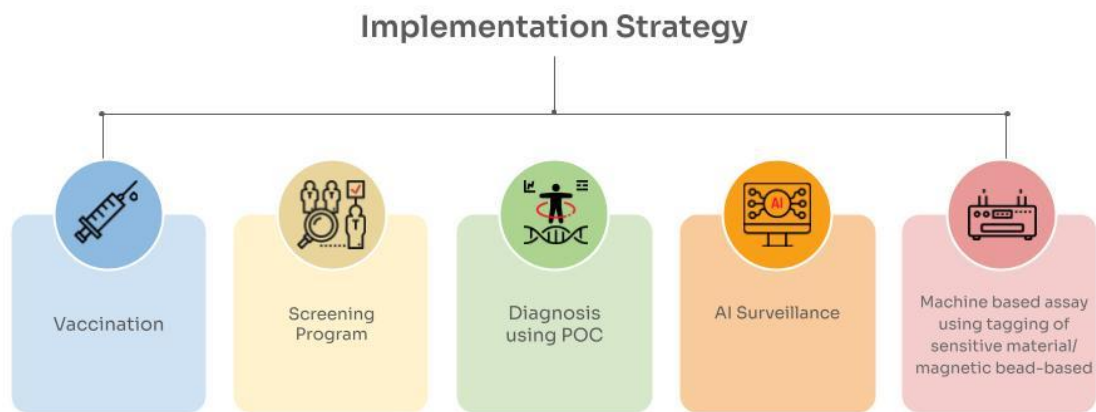 Implementation Strategy
AI
Vaccination
Screening
Program
Diagnosis
using POC
AI Surveillance
Machine based assay
using tagging of
sensitive material/
magnetic bead-based